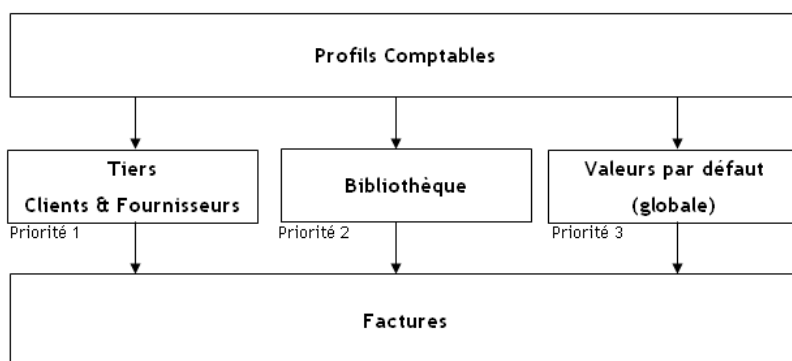 Profils Comptables
Tiers
Clients & Fournisseurs
Priorité 1
Bibliothèque
Priorité 2
Valeurs par défaut
(globale)
Priorité 3
Factures